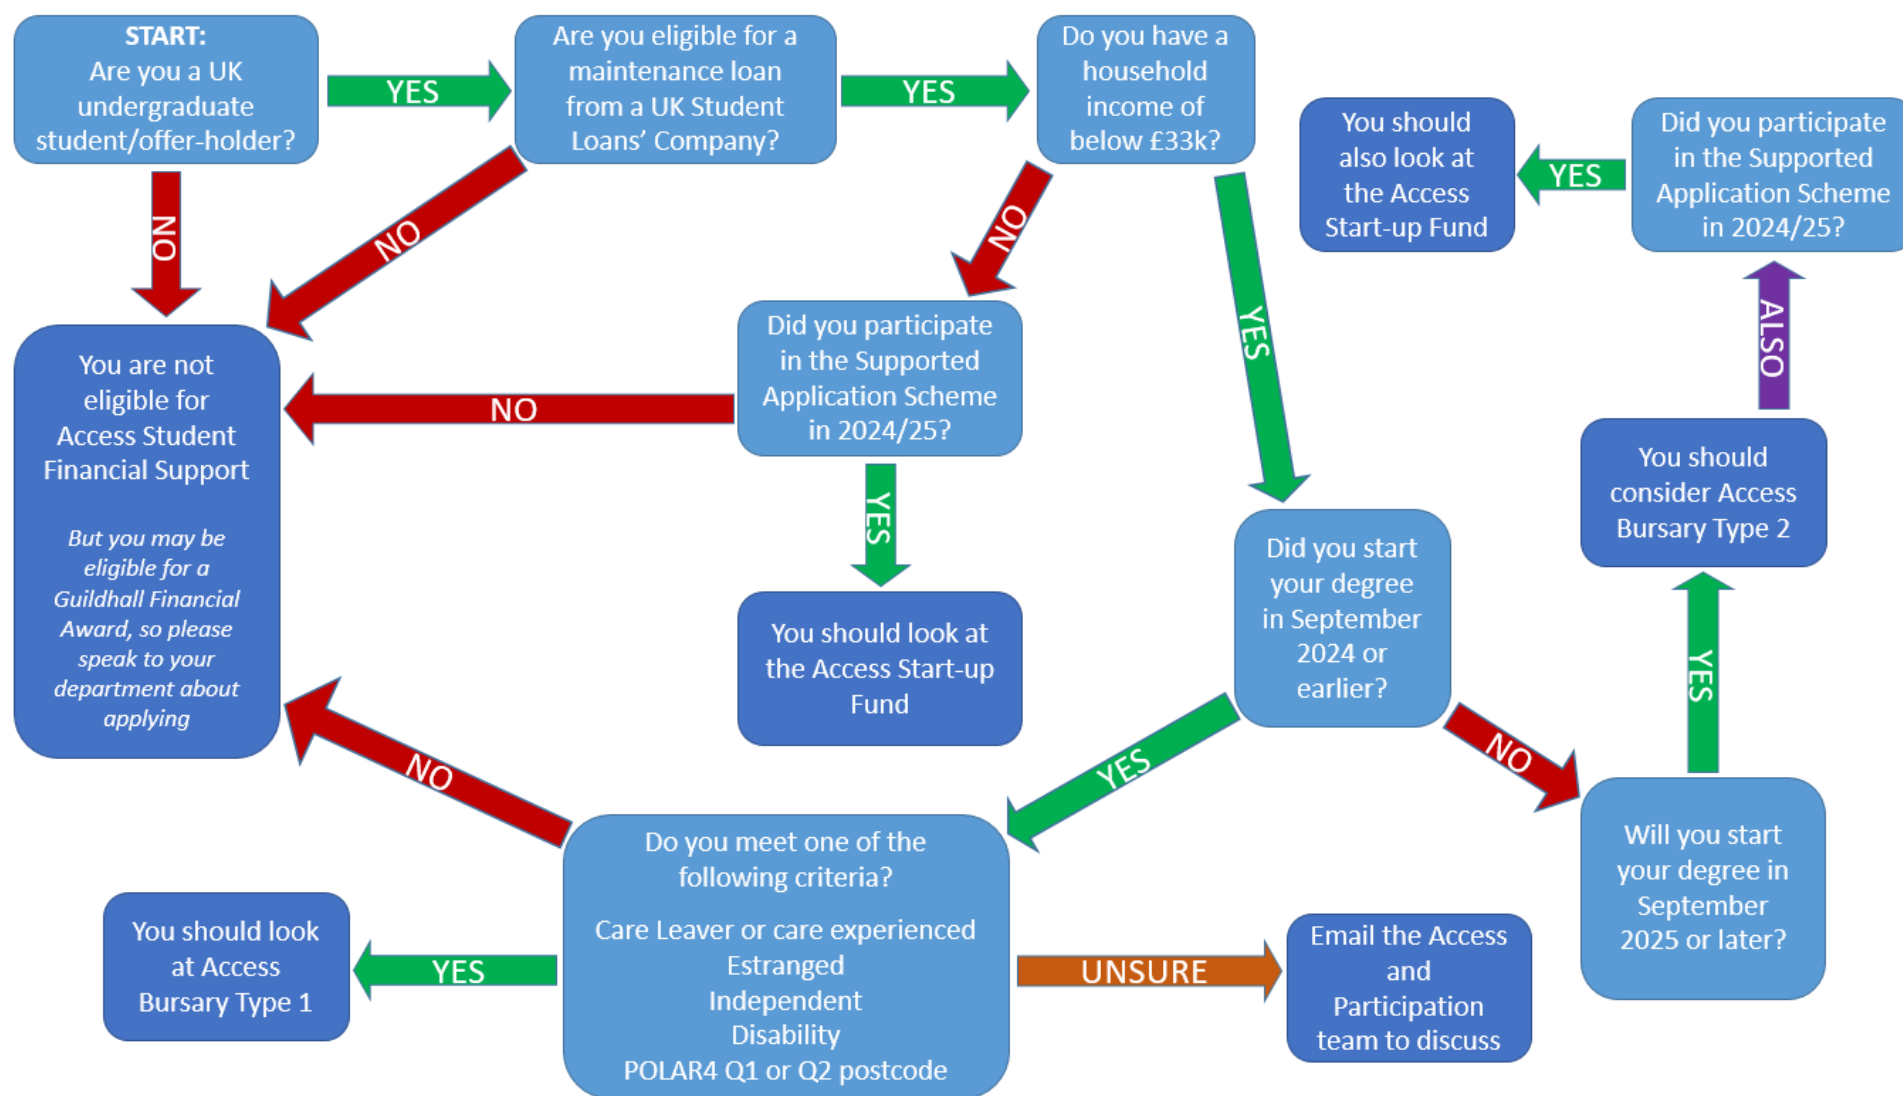 START:
Are you a UK
undergraduate
student/offer-holder?
YES
Are you eligible for a
maintenance loan
from a UK Student
Loans’ Company?
YES
Do you have a
household
income of
below £33k?
NO
NO
NO
YES
You should
also look at
the Access
Start-up Fund
YES
Did you participate
in the Supported
Application Scheme
in 2024/25?
ALSO
You are not
eligible for
Access Student
Financial Support
But you may be
eligible for a
Guildhall Financial
Award, so please
speak to your
department about
applying
NO
Did you participate
in the Supported
Application Scheme
in 2024/25?
YES
You should look at
the Access Start-up
Fund
Did you start
your degree
in September
2024 or
earlier?
You should
consider Access
Bursary Type 2
YES
YES
NO
NO
Will you start
your degree in
September
2025 or later?
Do you meet one of the
following criteria?
Care Leaver or care experienced
Estranged
Independent
Disability
POLAR4 Q1 or Q2 postcode
YES
You should look
at Access
Bursary Type 1
UNSURE
Email the Access
and
Participation
team to discuss